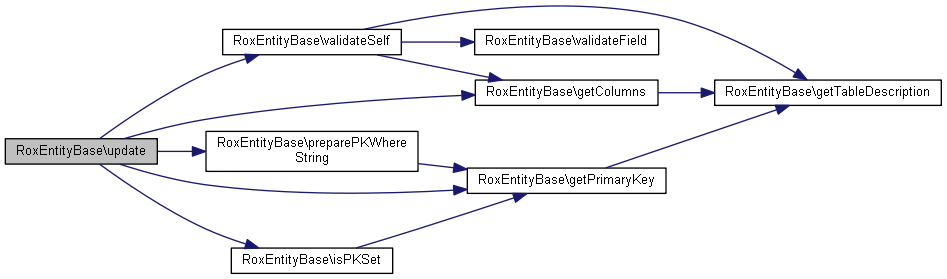 RoxEntityBase\validateSelf
RoxEntityBase\validateField
RoxEntityBase\getColumns
RoxEntityBase\getTableDescription
RoxEntityBase\update
RoxEntityBase\preparePKWhere
String
RoxEntityBase\getPrimaryKey
RoxEntityBase\isPKSet